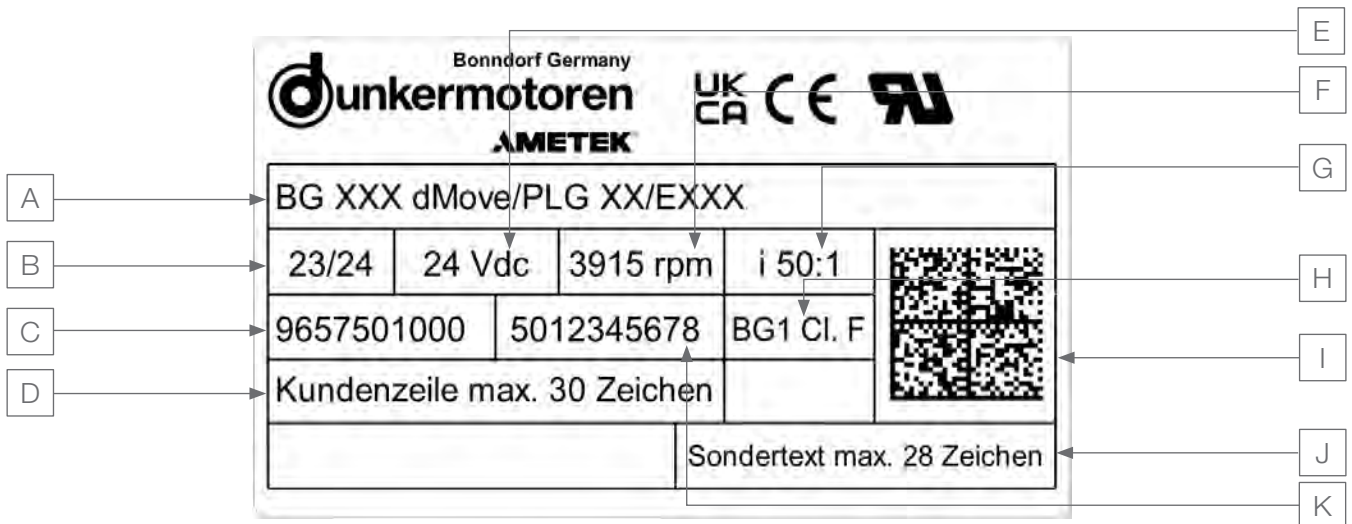 E
Bonndorf Germany
dunkermotoren
UK CA CE RU
F
AMETEK
G
A BG XXX dMove/PLG XX/EXXX
B 23/24 24 Vdc 3915 rpm i 50:1
H
C 9657501000 5012345678 BG1 Cl. F
I
D Kundenzeile max. 30 Zeichen
Sondertext max. 28 Zeichen J
K